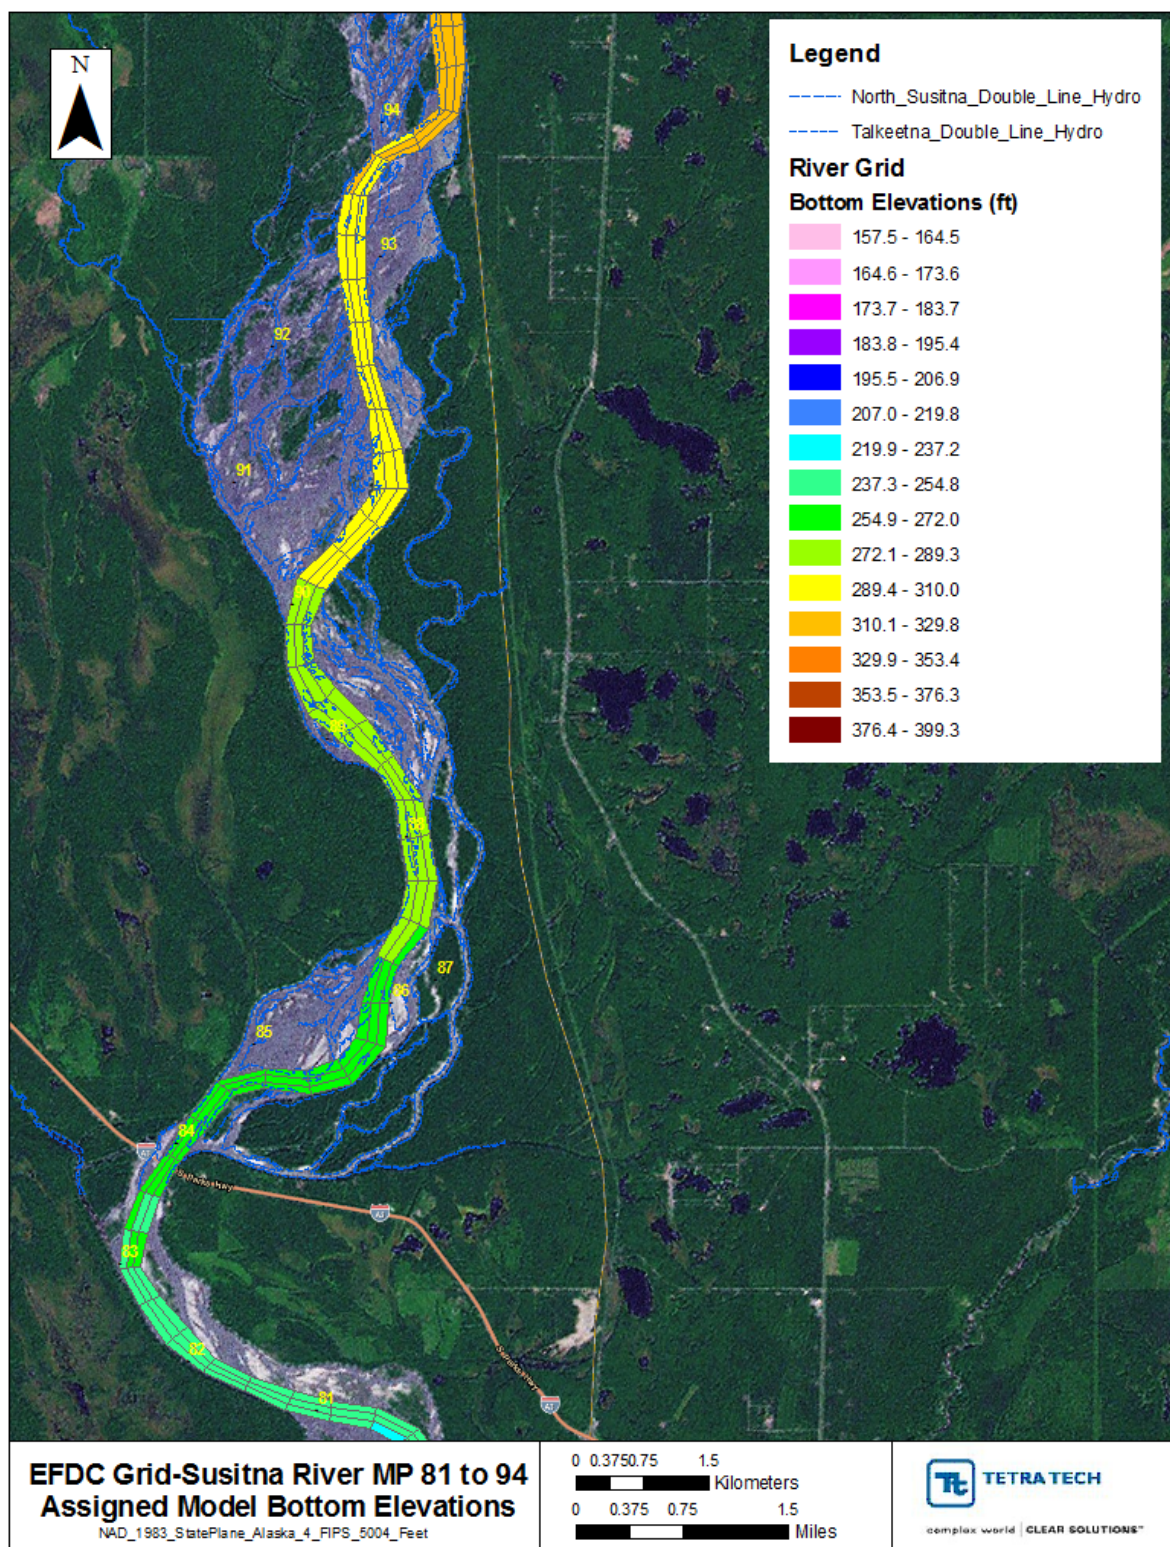 N
94
93
92
91
90
89
88
87
86
85
84
83
82
81
Legend
North_Susitna_Double_Line_Hydro
Talkeetna_Double_Line_Hydro
River Grid
Bottom Elevations (ft)
157.5 - 164.5
164.6 - 173.6
173.7 - 183.7
183.8 - 195.4
195.5 - 206.9
207.0 - 219.8
219.9 - 237.2
237.3 - 254.8
254.9 - 272.0
272.1 - 289.3
289.4 - 310.0
310.1 - 329.8
329.9 - 353.4
353.5 - 376.3
376.4 - 399.3
EFDC Grid-Susitna River MP 81 to 94
Assigned Model Bottom Elevations
NAD_1983_StatePlane_Alaska_4_FIPS_5004_Feet
0 0.3750.75 1.5
Kilometers
0 0.375 0.75 1.5
Miles
Tt
TETRA TECH
complex world | CLEAR SOLUTIONS™